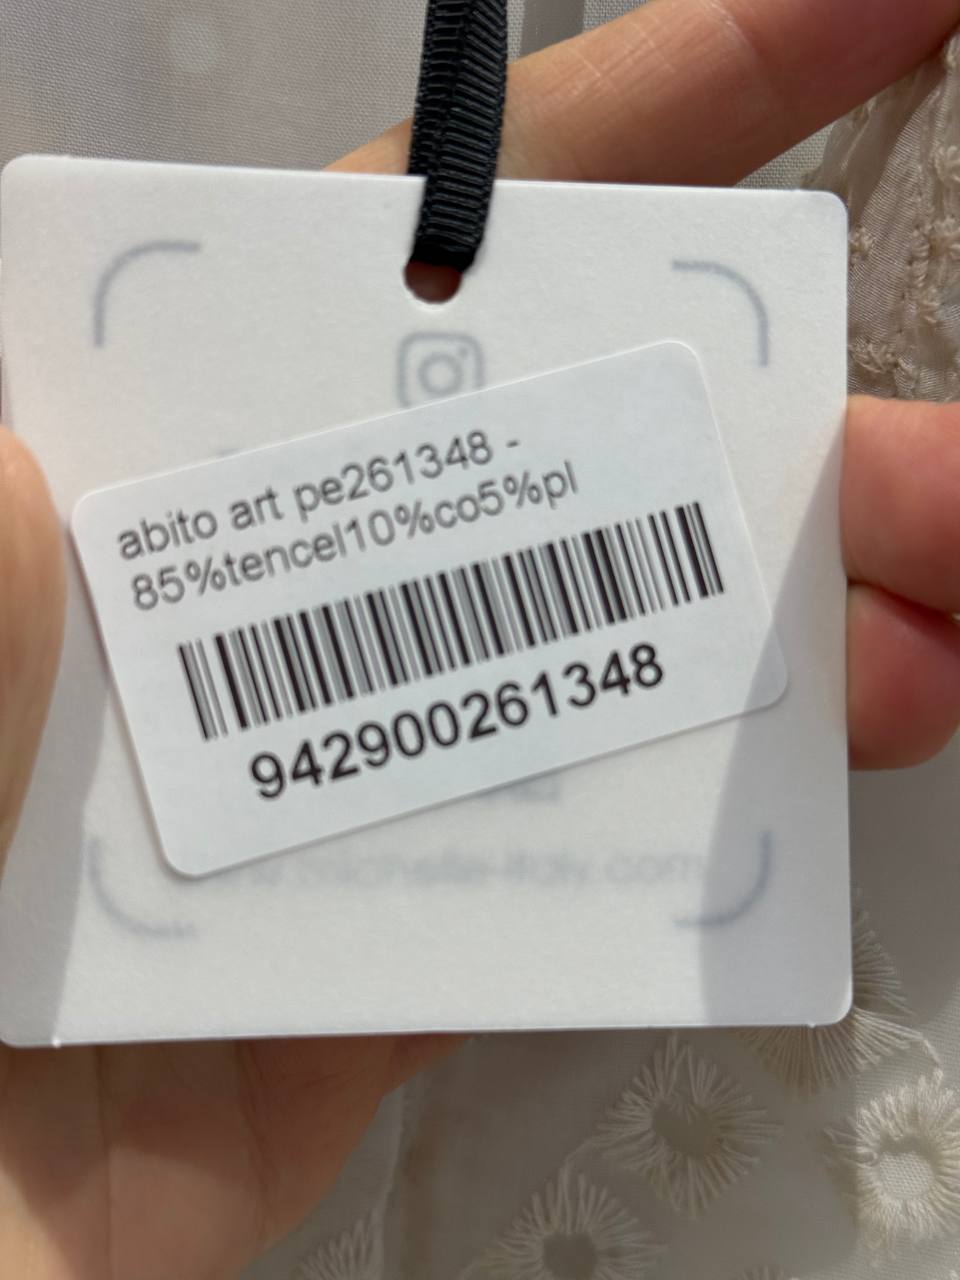 abito art pe261348 -
85%tencel10%co5%pl
942900261348